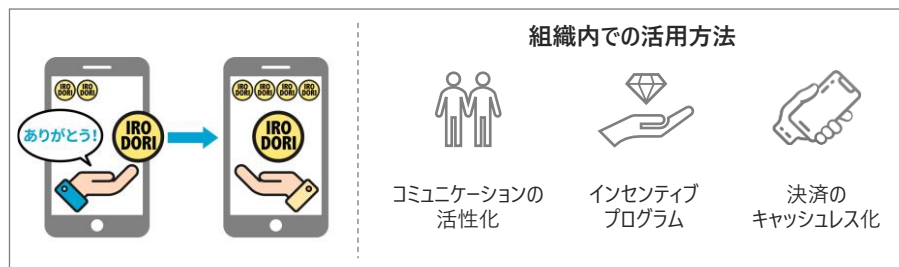 IRO
DORI
IRO
DORI
ありがとう!
IRO
DORI
IRO
DORI
IRO
DORI
IRO
DORI
IRO
DORI
IRO
DORI
組織内での活用方法
コミュニケーションの
活性化
インセンティブ
プログラム
決済の
キャッシュレス化